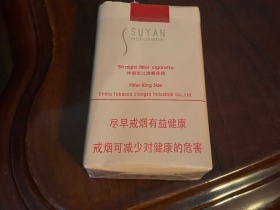 SUYAN
Straight filter cigarette
Filter King Size
China Tobacco Jiangsu Industrial Co.,Ltd.
尽早戒烟有益健康
戒烟可减少对健康的危害